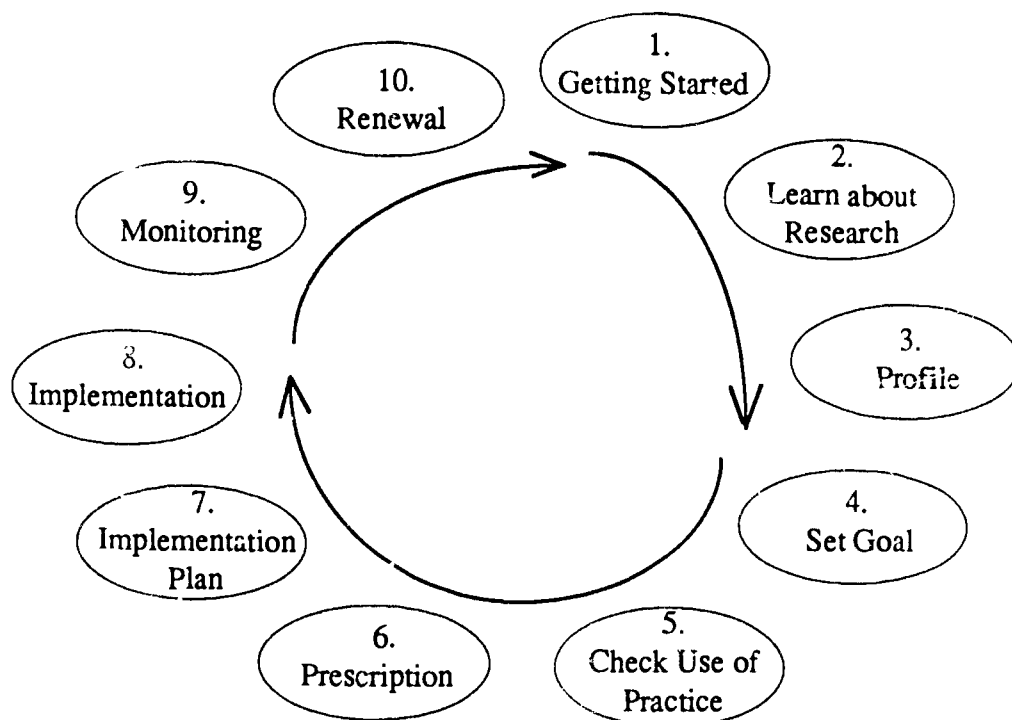 1.
Getting Started
2.
Learn about
Research
3.
Profile
4.
Set Goal
5.
Check Use of
Practice
6.
Prescription
7.
Implementation
Plan
8.
Implementation
9.
Monitoring
10.
Renewal